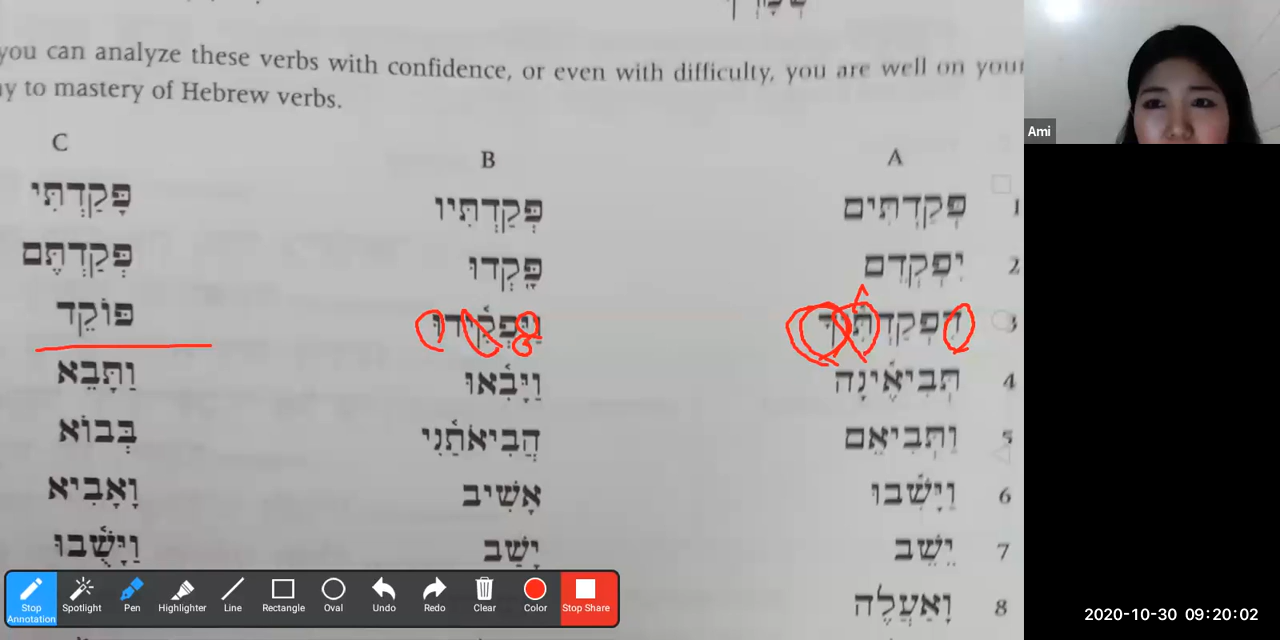 you can analyze these verbs with confidence, or even with difficulty, you are well on your
to mastery of Hebrew verbs.
C B A
1 פְּקַדְתִּים פְּקַדְתִּיו פָּקַדְתִּי
2 יִפְקְדֵם פָּקְדוּ פְּקַדְתֶּם
3 וַיַּפְקִידוּ פּוֹקֵד
4 תְּבִיאֶינָה וַיָּבִאוּ וַתָּבֵא
5 וַתְּבִיאֵם הֲבִיאֹתַנִי בְּבוֹא
6 וַיָּשֻׁבוּ אָשִׁיב וָאָבִיא
7 יֵשֵׁב יָשַׁב וַיָּשֻׁבוּ
8 וָאַעֲלֶה
Ami
Stop Annotation
Spotlight
Pen
Highlighter
Line
Rectangle
Oval
Undo
Redo
Clear
Color
Stop Share
2020-10-30 09:20:02